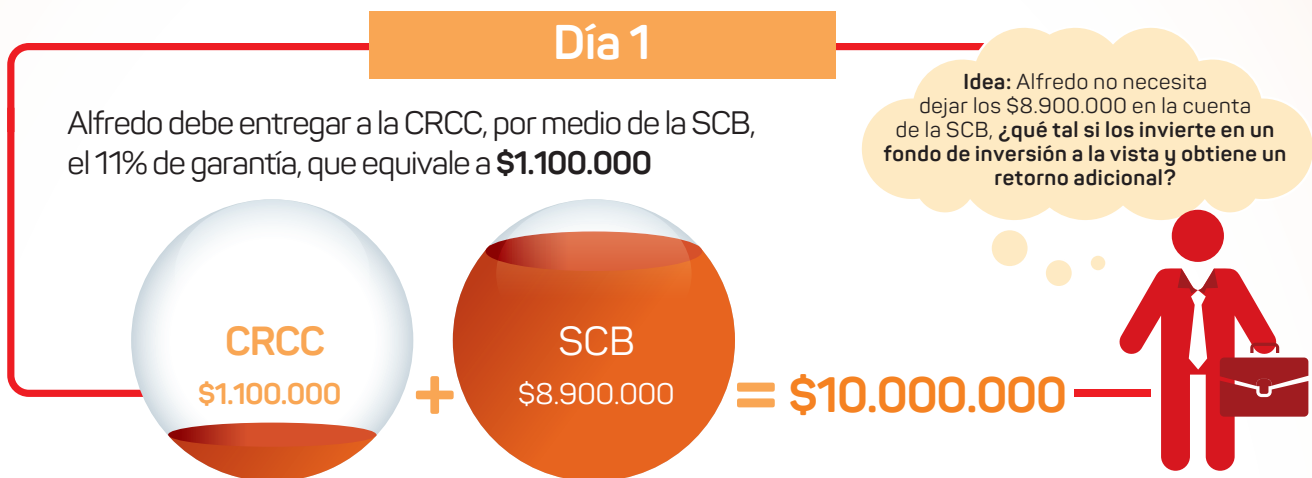 Día 1
Alfredo debe entregar a la CRCC, por medio de la SCB,
el 11% de garantía, que equivale a $1.100.000
Idea: Alfredo no necesita
dejar los $8.900.000 en la cuenta
de la SCB, ¿qué tal si los invierte en un
fondo de inversión a la vista y obtiene un
retorno adicional?
CRCC
$1.100.000
+
SCB
$8.900.000
= $10.000.000